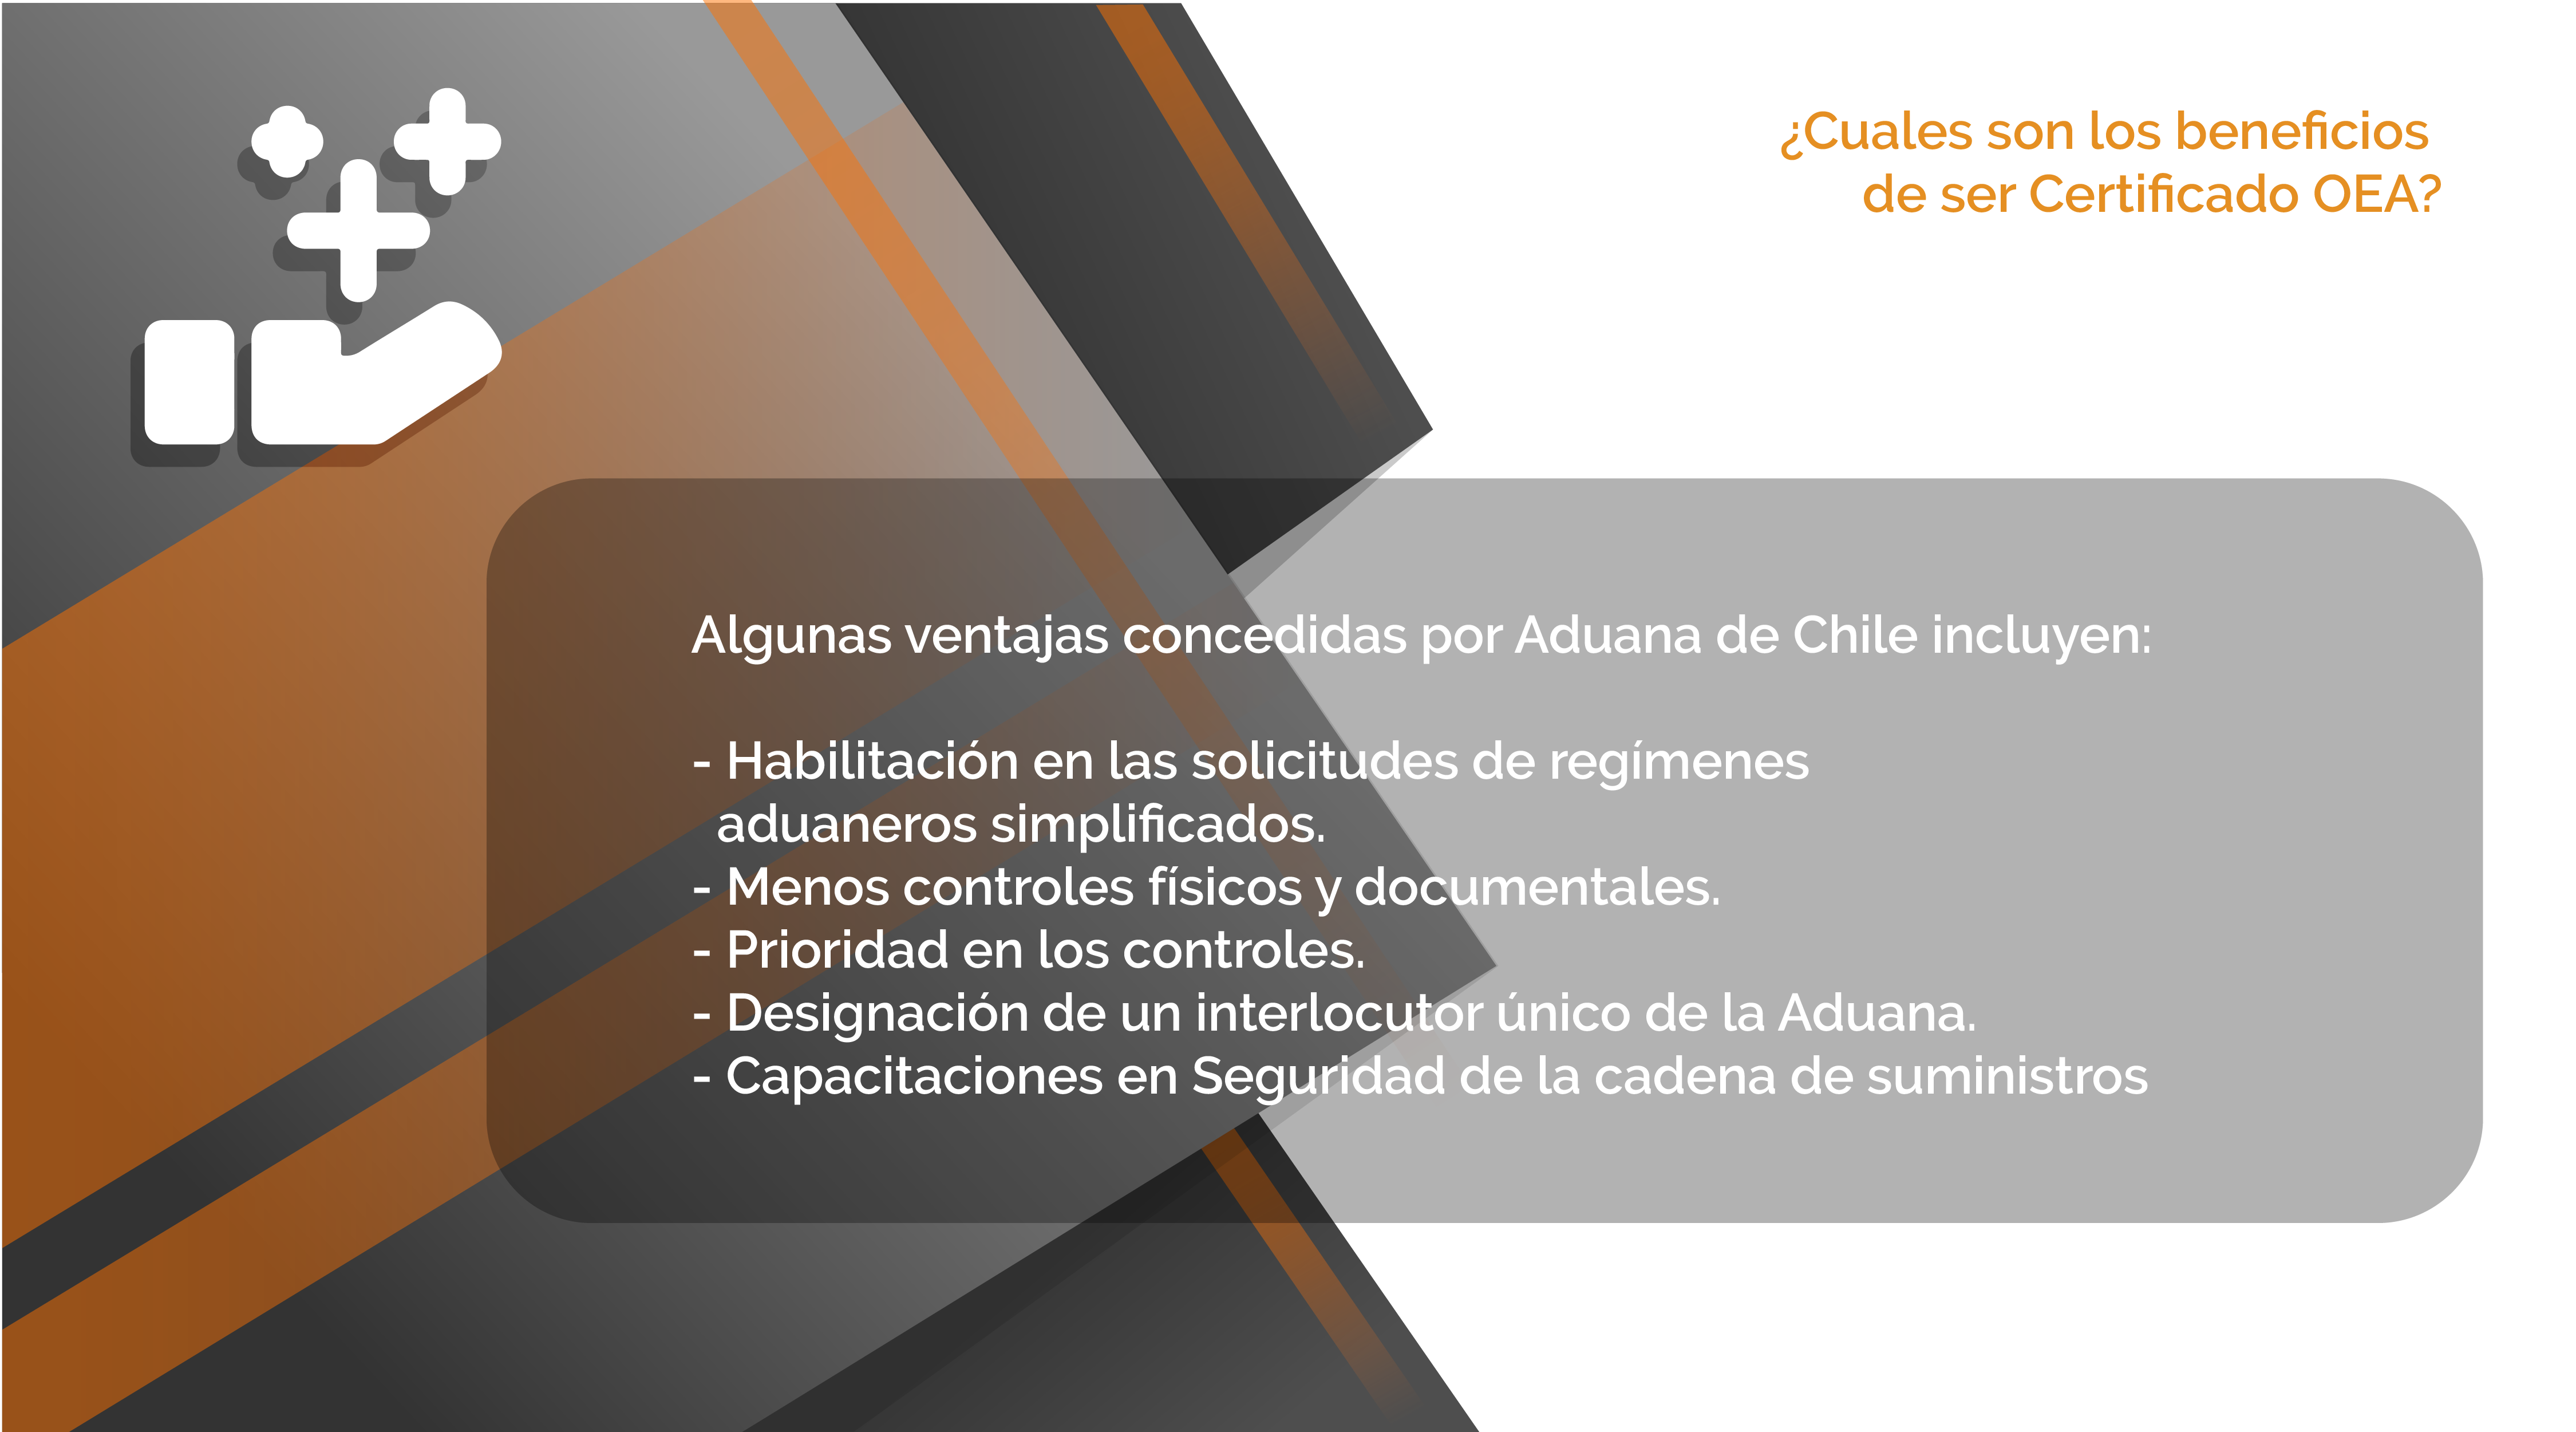 ¿Cuales son los beneficios
de ser Certificado OEA?
Algunas ventajas concedidas por Aduana de Chile incluyen:
- Habilitación en las solicitudes de regímenes
aduaneros simplificados.
- Menos controles físicos y documentales.
- Prioridad en los controles.
- Designación de un interlocutor único de la Aduana.
- Capacitaciones en Seguridad de la cadena de suministros